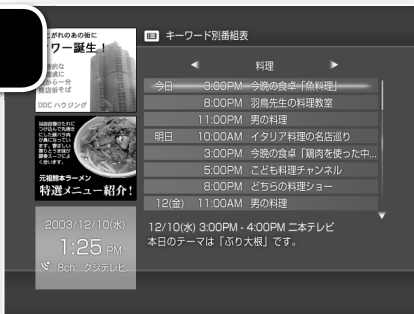 こがれのあの街に
ワー誕生！
DDC ハウジング
元祖熊本ラーメン
特選メニュー紹介！
2003/12/10(水)
1:25 PM
8ch クジテレビ
キーワード別番組表
料理
今日 3:00PM 今晩の食卓「魚料理」
8:00PM 羽鳥先生の料理教室
11:00PM 男の料理
明日 10:00AM イタリア料理の名店巡り
3:00PM 今晩の食卓「鶏肉を使った中...
5:00PM こども料理チャンネル
8:00PM どちらの料理ショー
12(金) 11:00AM 男の料理
12/10(水) 3:00PM - 4:00PM 二本テレビ
本日のテーマは「ぶり大根」です。